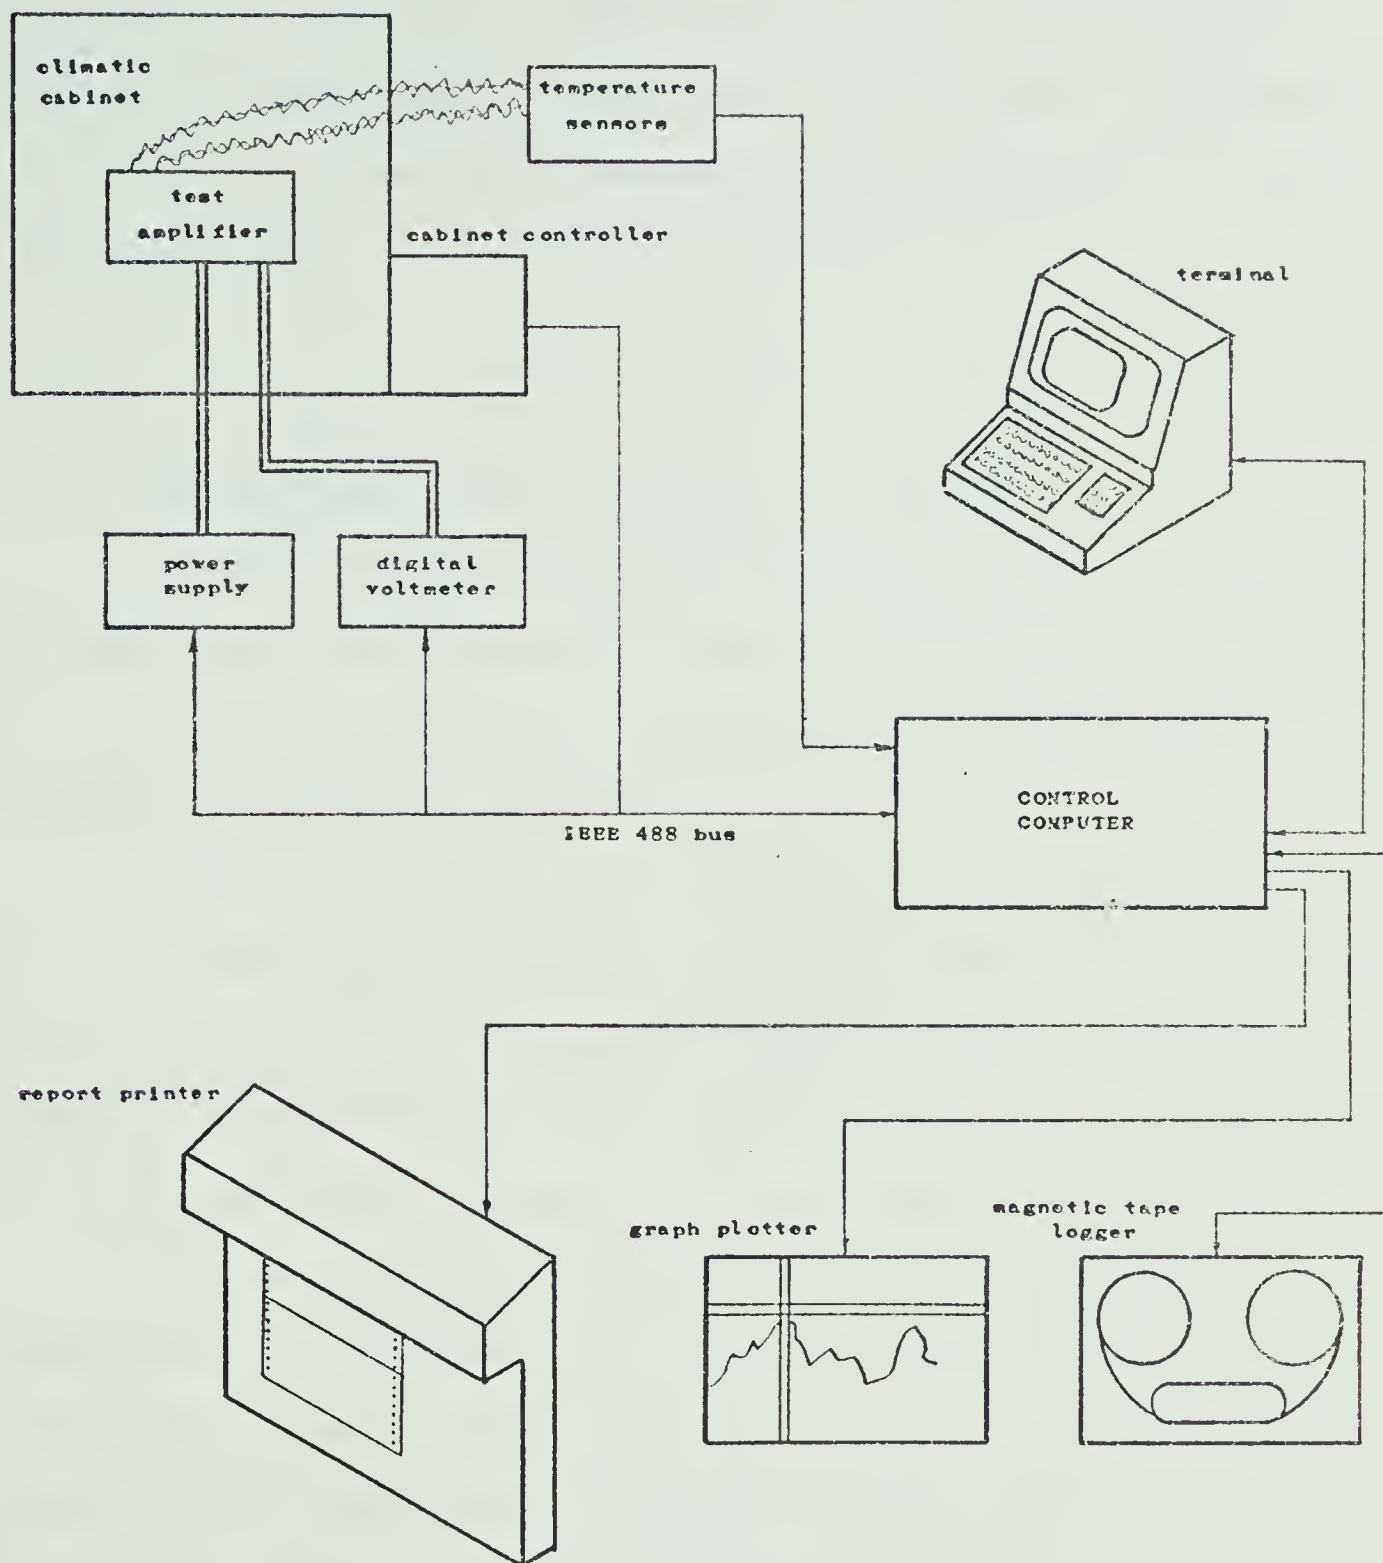 climatic
cabinet
temperature
sensors
test
amplifier
cabinet controller
terminal
power
supply
digital
voltmeter
CONTROL
COMPUTER
IEEE 488 bus
report printer
graph plotter
magnetic tape
logger